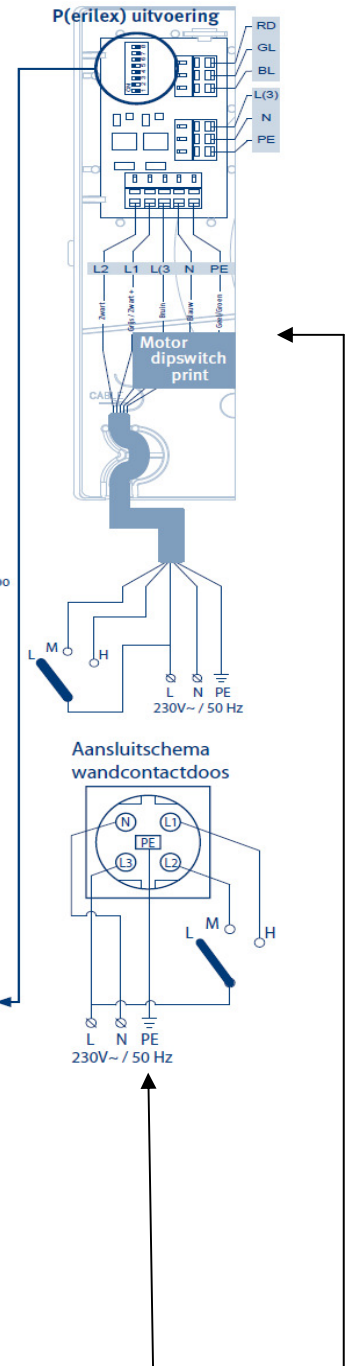 P(erilex) uitvoering
RD
GL
BL
L(3)
N
PE
L2 L1 L(3 N PE
Zwart
Grijs / Zwart +
Bruin
Blauw
Geel/Groen
Motor
dipswitch
print
CABLE
L M H
L N PE
230V~ / 50 Hz
Aansluitschema
wandcontactdoos
N L1
PE
L3 L2
L M H
L N PE
230V~ / 50 Hz